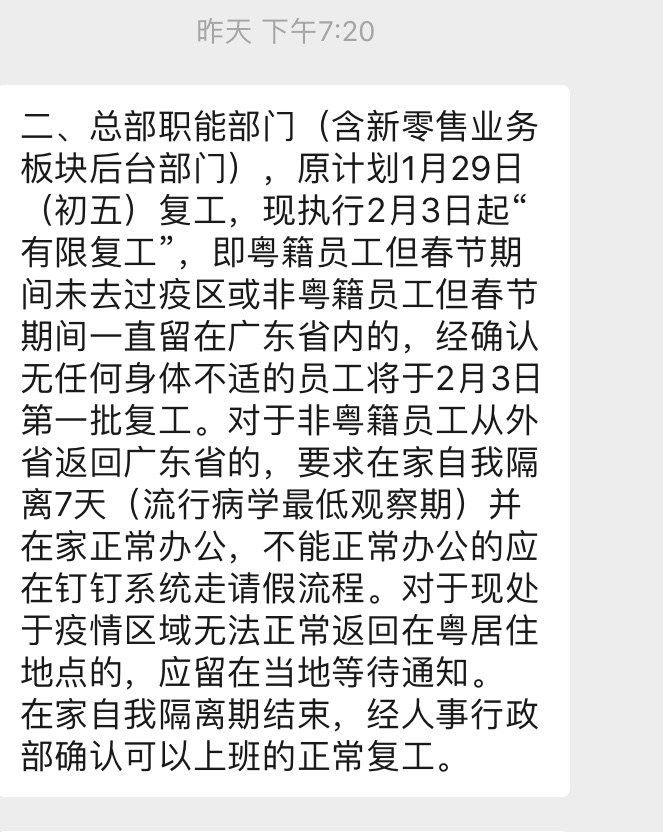 昨天 下午7:20
二、总部职能部门（含新零售业务
板块后台部门），原计划1月29日
（初五）复工，现执行2月3日起“
有限复工”，即粤籍员工但春节期
间未去过疫区或非粤籍员工但春节
期间一直留在广东省内的，经确认
无任何身体不适的员工将于2月3日
第一批复工。对于非粤籍员工从外
省返回广东省的，要求在家自我隔
离7天（流行病学最低观察期）并
在家正常办公，不能正常办公的应
在钉钉系统走请假流程。对于现处
于疫情区域无法正常返回在粤居住
地点的，应留在当地等待通知。
在家自我隔离期结束，经人事行政
部确认可以上班的正常复工。